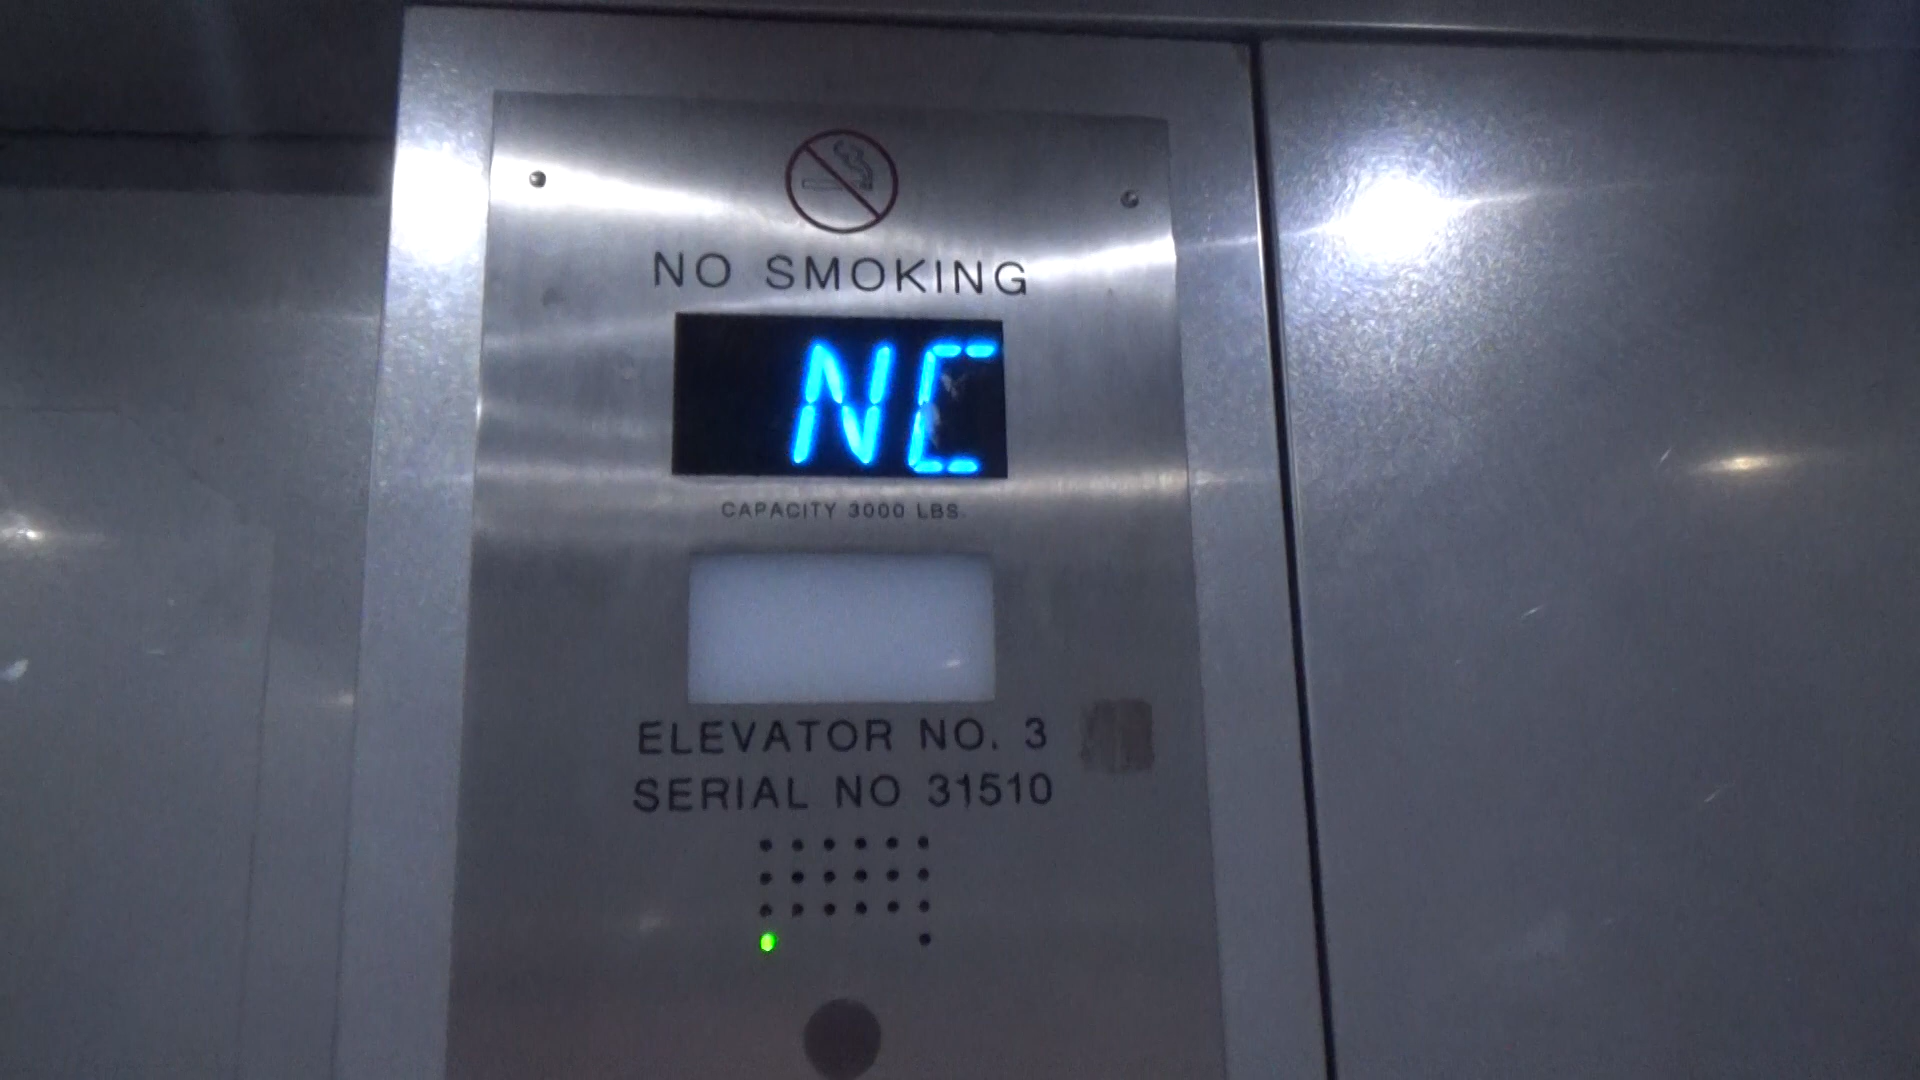 NO SMOKING
NC
CAPACITY 3000 LBS.
ELEVATOR NO. 3
SERIAL NO 31510